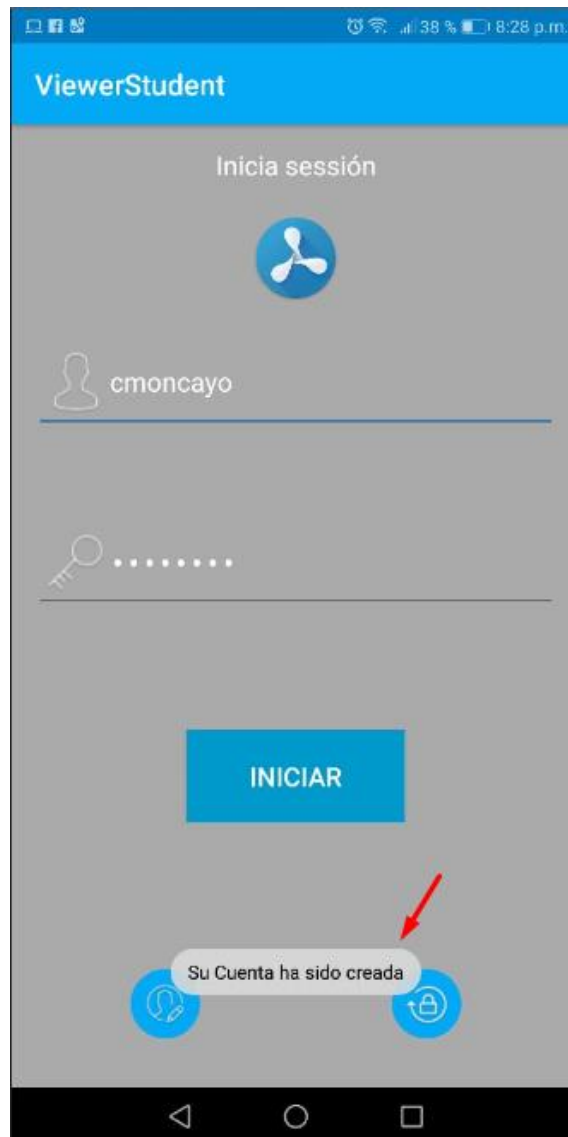 38 % 8:28 p.m.
ViewerStudent
Inicia sessión
cmoncayo
••••••••
INICIAR
Su Cuenta ha sido creada